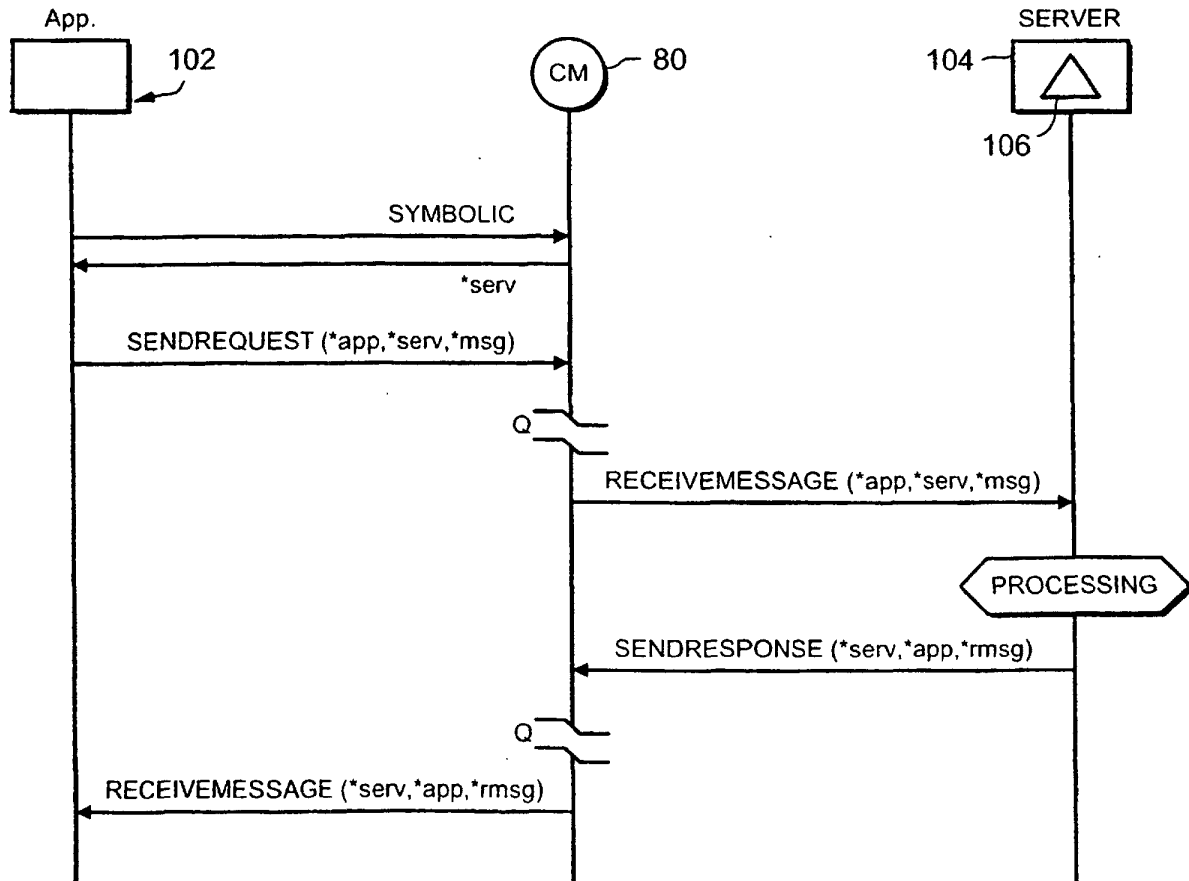 App.
SERVER
102
CM
80
104
106
SYMBOLIC
*serv
SENDREQUEST (*app,*serv,*msg)
Q
RECEIVEMESSAGE (*app,*serv,*msg)
PROCESSING
SENDRESPONSE (*serv,*app,*rmsg)
Q
RECEIVEMESSAGE (*serv,*app,*rmsg)